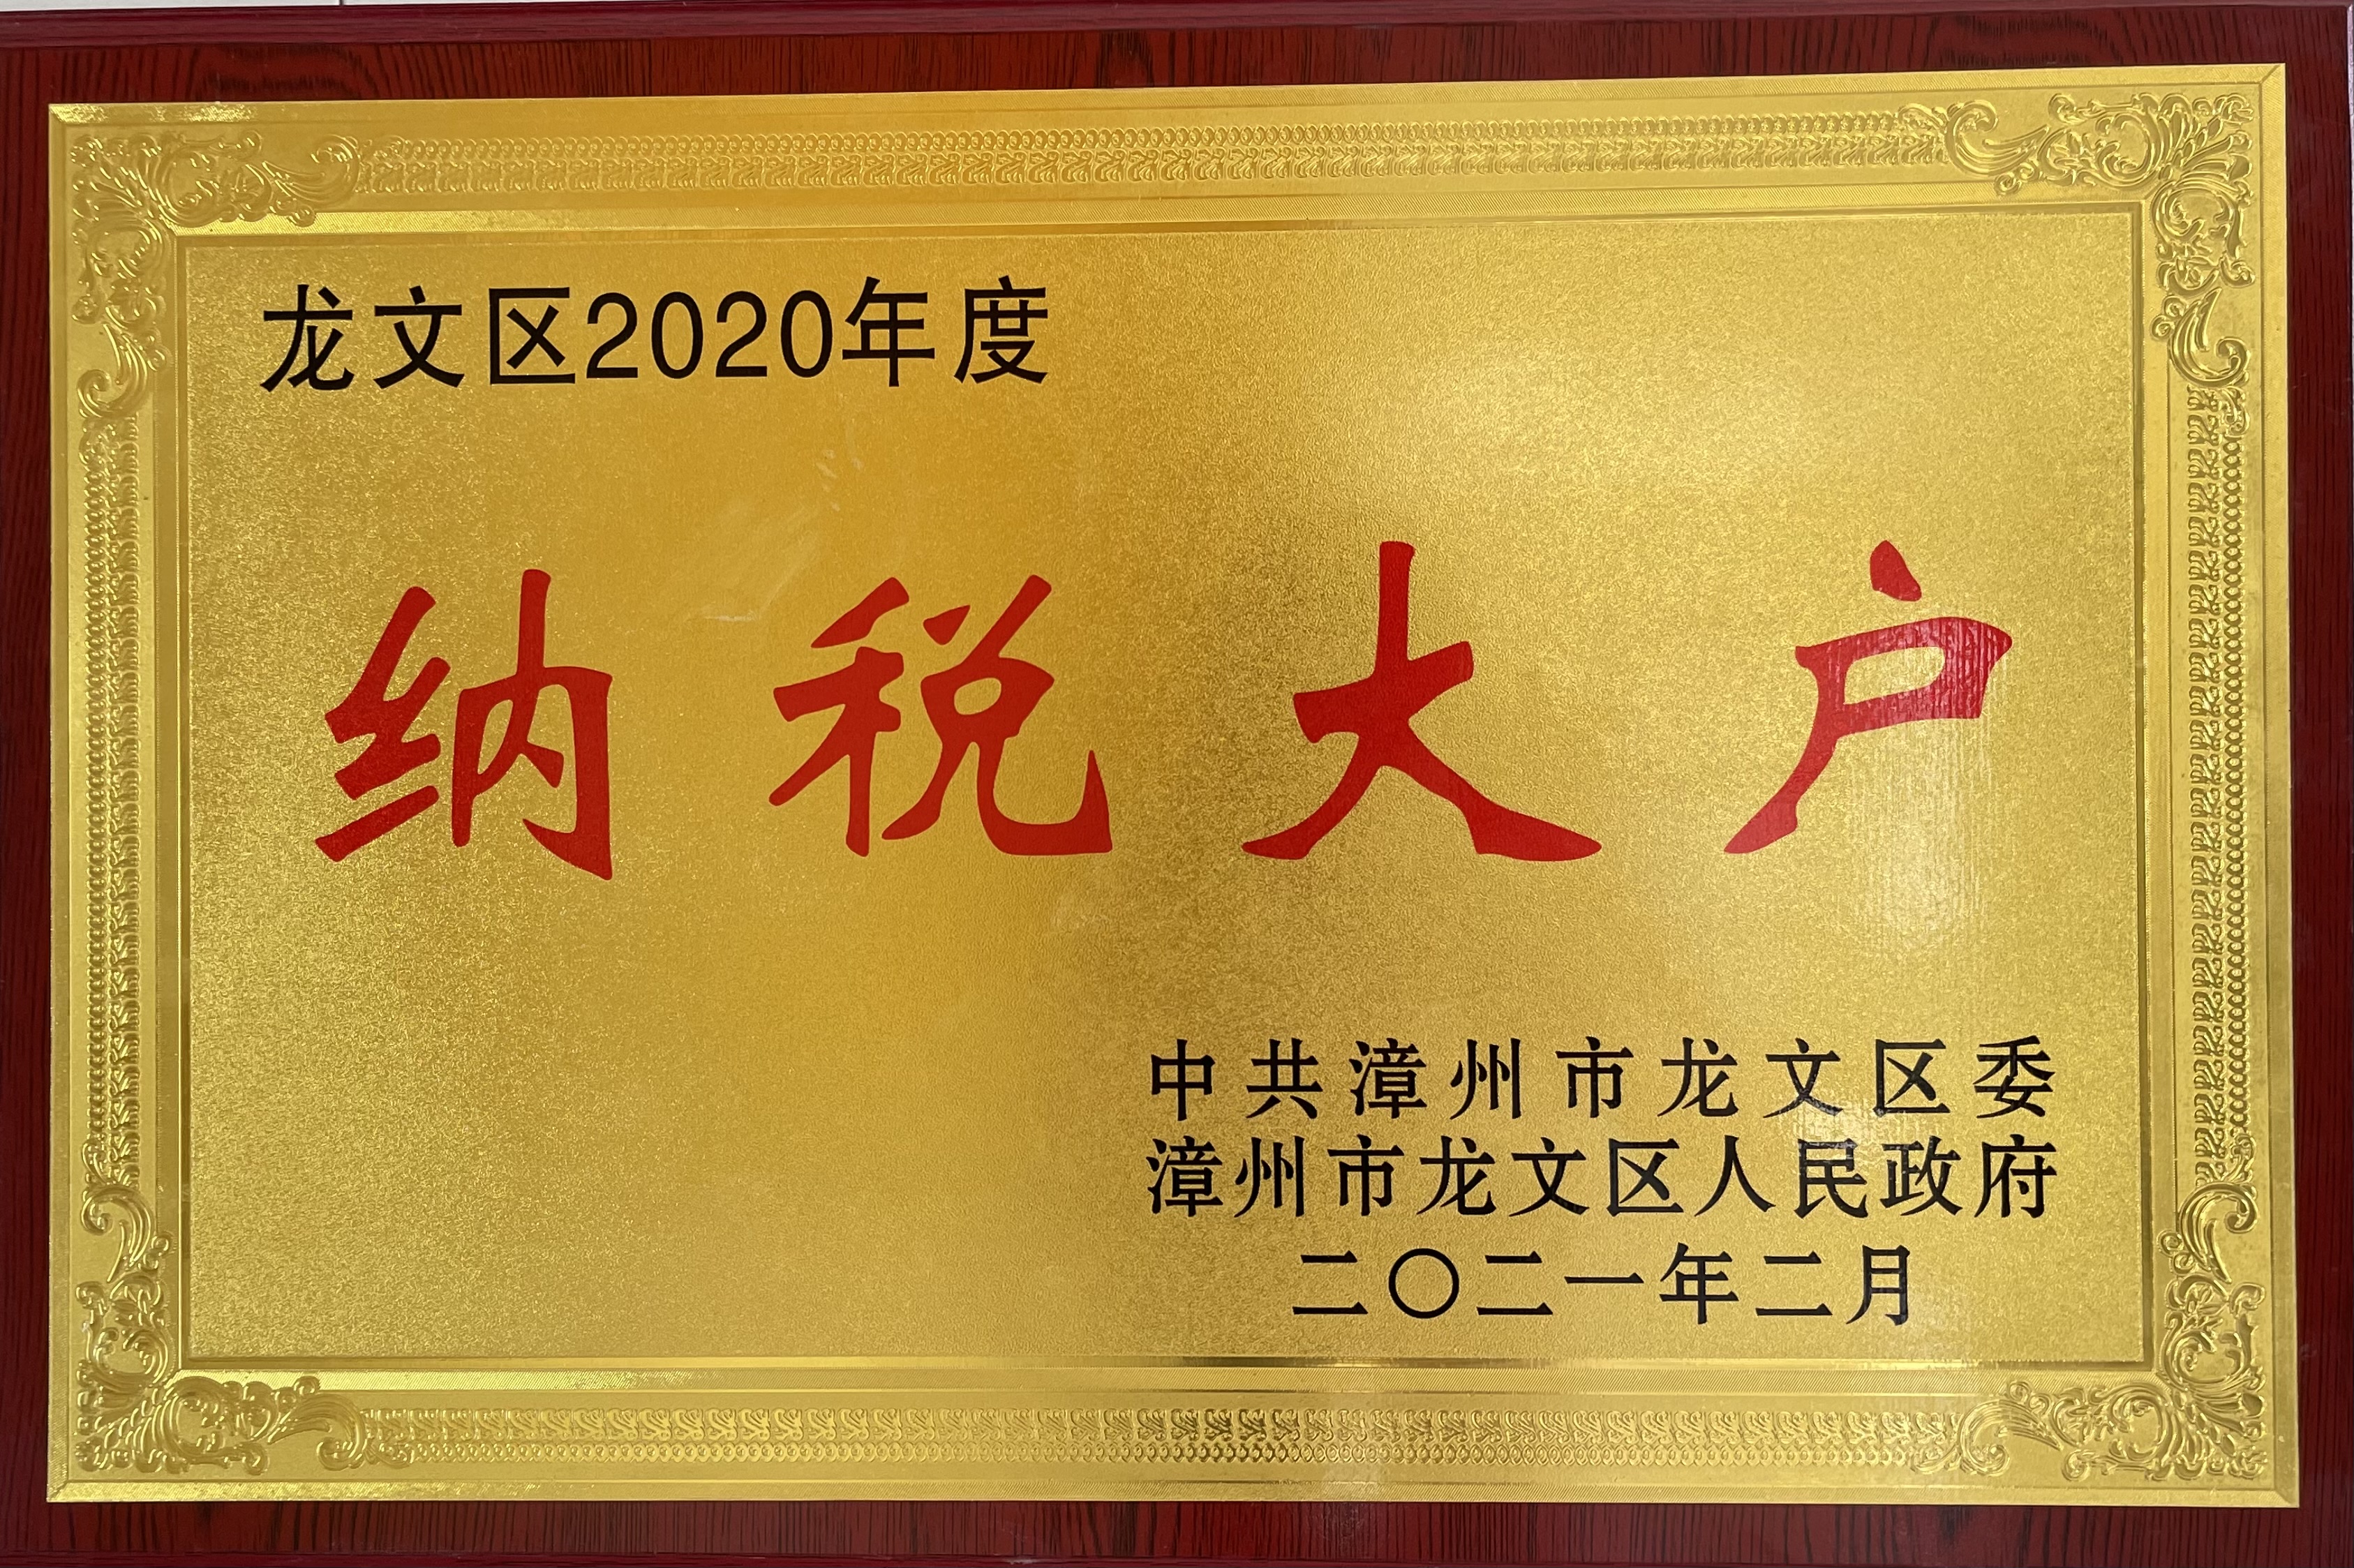 龙文区2020年度
纳税大户
中共漳州市龙文区委
漳州市龙文区人民政府
二〇二一年二月